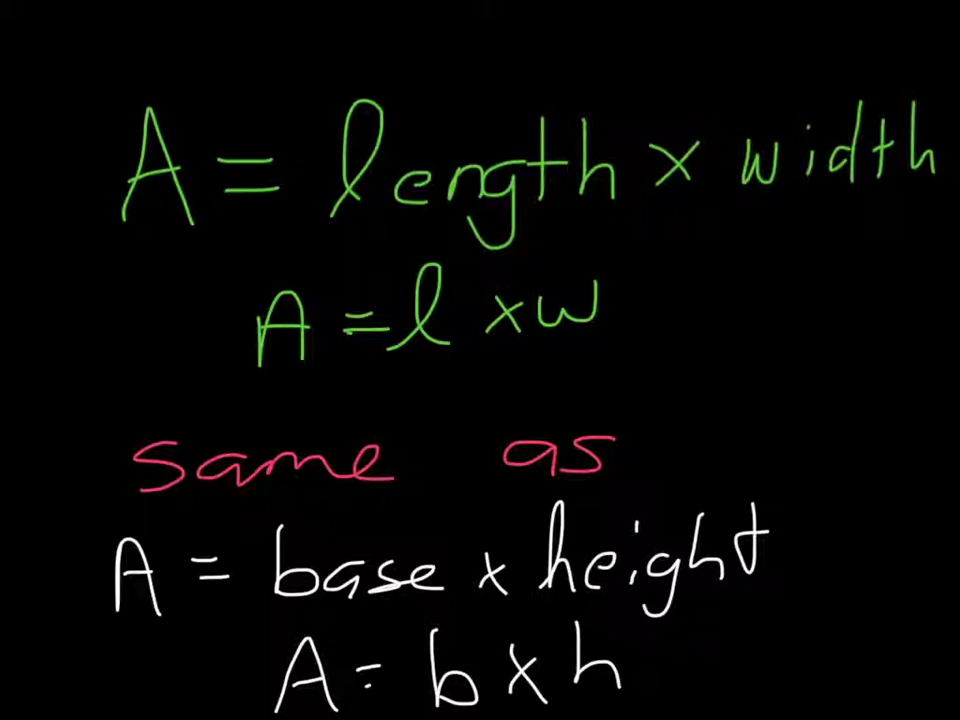 A = length x width
A = l x w
same as
A = base x height
A = b x h